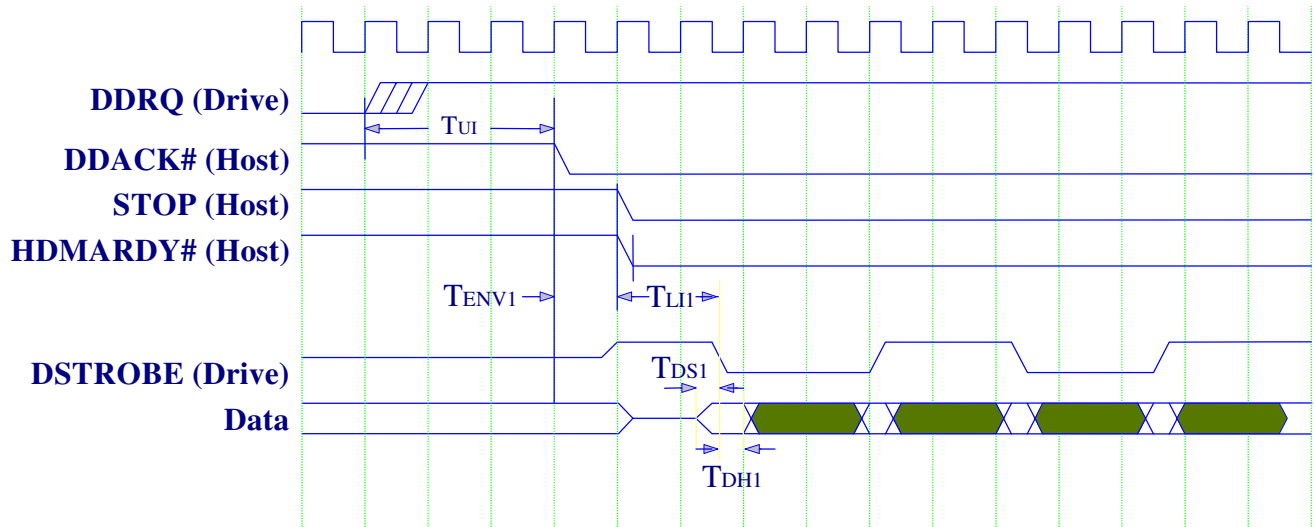 DDRQ (Drive)
TUI
DDACK# (Host)
STOP (Host)
HDMARDY# (Host)
TENV1
TLI1
DSTROBE (Drive)
TDS1
Data
TDH1